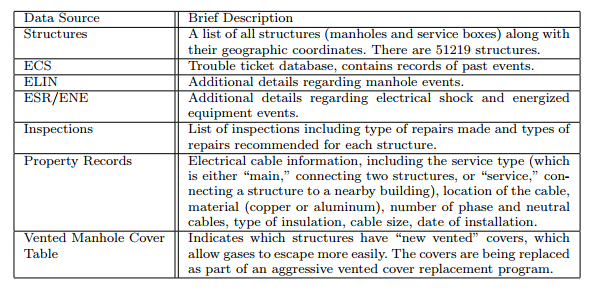 Data Source Brief Description
Structures A list of all structures (manholes and service boxes) along with
their geographic coordinates. There are 51219 structures.
ECS Trouble ticket database, contains records of past events.
ELIN Additional details regarding manhole events.
ESR/ENE Additional details regarding electrical shock and energized
equipment events.
Inspections List of inspections including type of repairs made and types of
repairs recommended for each structure.
Property Records Electrical cable information, including the service type (which
is either “main,” connecting two structures, or “service,” con-
necting a structure to a nearby building), location of the cable,
material (copper or aluminum), number of phase and neutral
cables, type of insulation, cable size, date of installation.
Vented Manhole Cover Indicates which structures have “new vented” covers, which
Table allow gases to escape more easily. The covers are being replaced
as part of an aggressive vented cover replacement program.